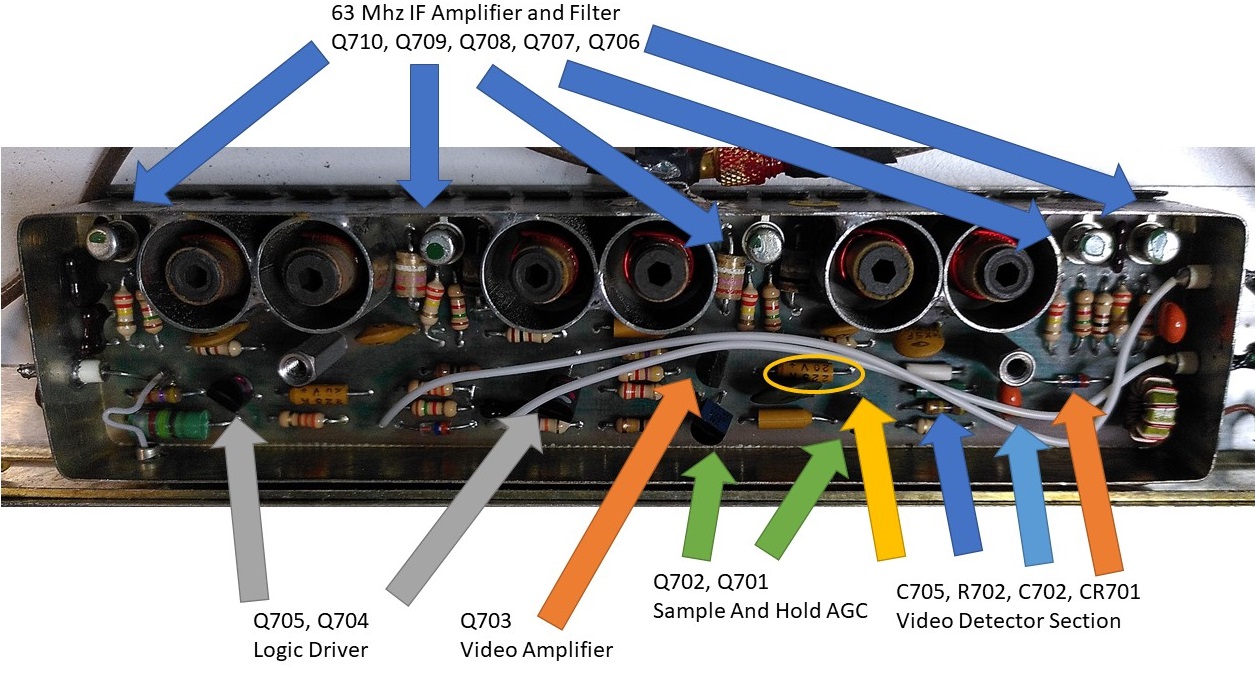 63 Mhz IF Amplifier and Filter
Q710, Q709, Q708, Q707, Q706
Q705, Q704
Logic Driver
Q703
Video Amplifier
Q702, Q701
Sample And Hold AGC
C705, R702, C702, CR701
Video Detector Section